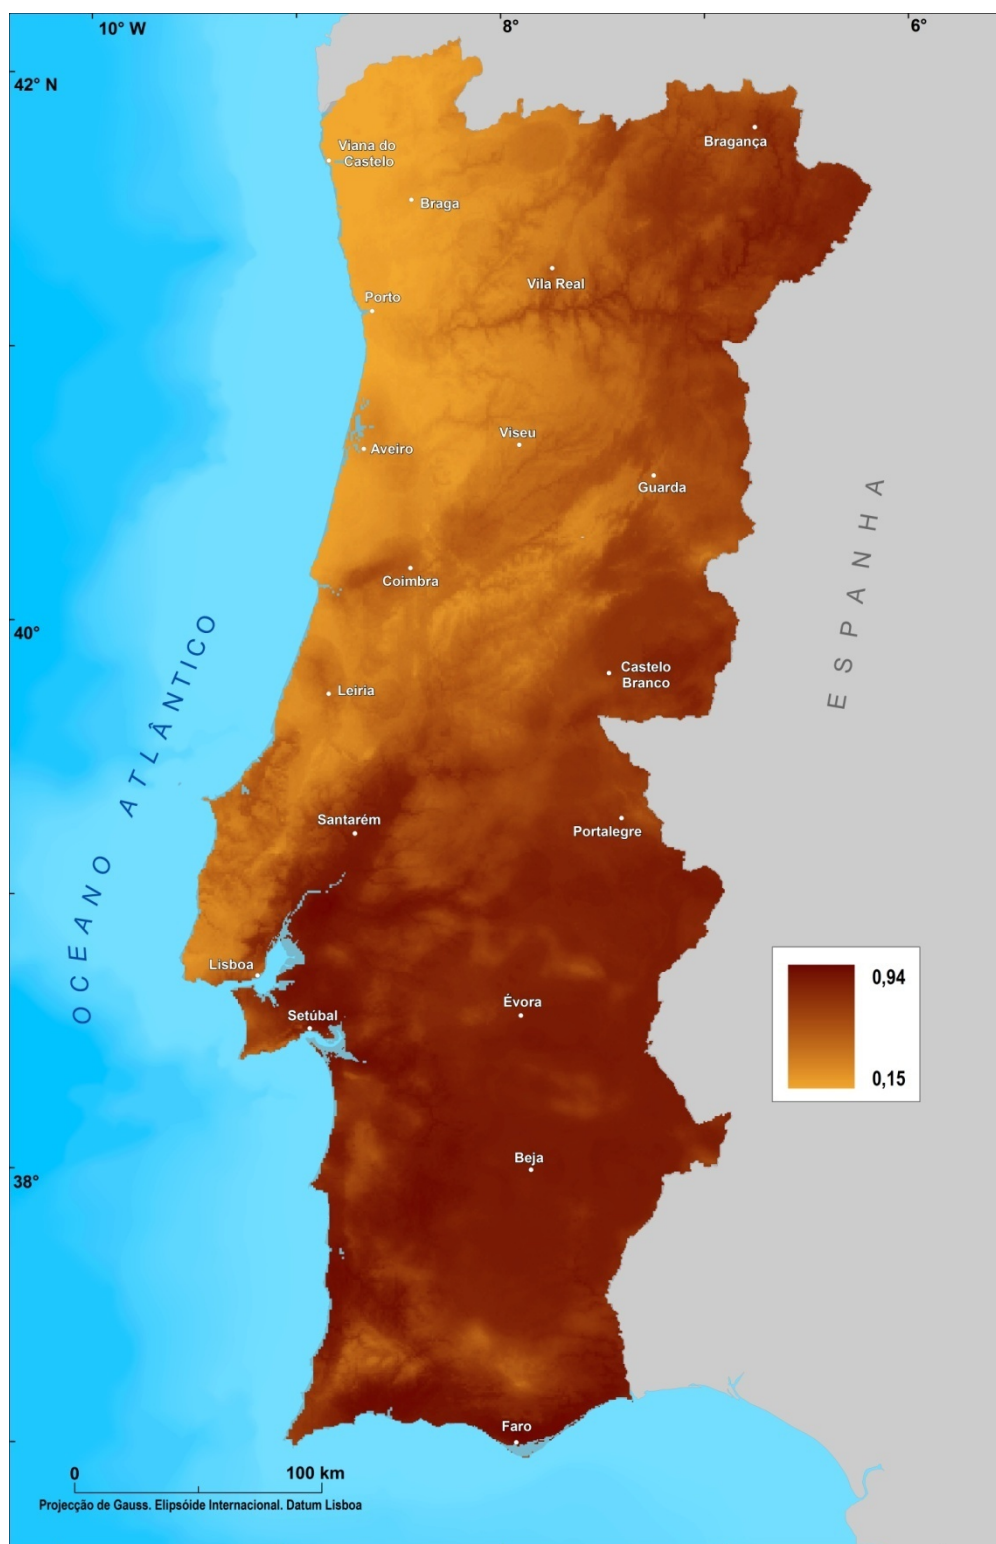 10° W
8°
6°
42° N
Viana do
Castelo
Bragança
Braga
Vila Real
Porto
Viseu
Aveiro
Guarda
ESPANHA
Coimbra
40°
OCEANO ATLÂNTICO
Castelo
Branco
Leiria
Santarém
Portalegre
Lisboa
0,94
Évora
Setúbal
0,15
Beja
38°
Faro
0
100 km
Projecção de Gauss. Elipsóide Internacional. Datum Lisboa